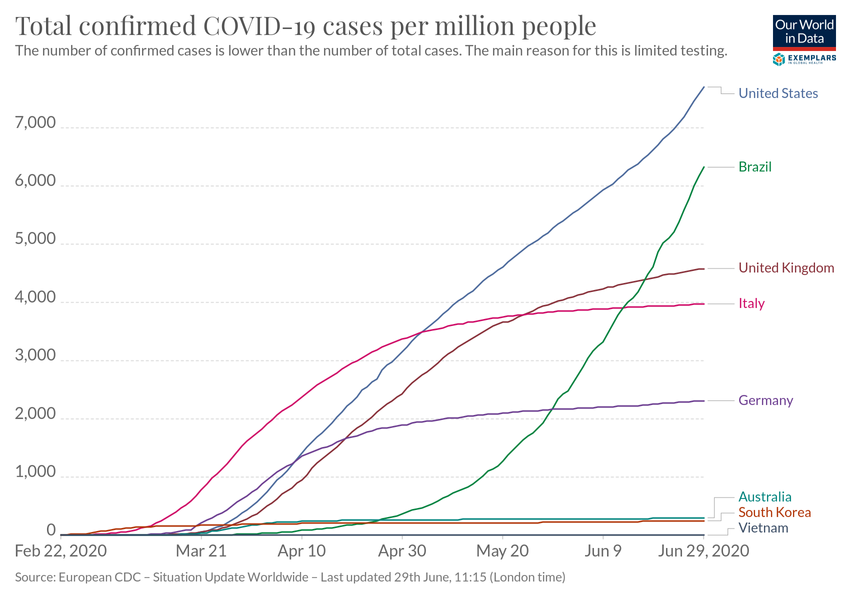 Total confirmed COVID-19 cases per million people
The number of confirmed cases is lower than the number of total cases. The main reason for this is limited testing.
Our World
in Data
EXEMPLARS
IN GLOBAL HEALTH
United States
7,000
Brazil
6,000
5,000
United Kingdom
4,000
Italy
3,000
Germany
2,000
1,000
Australia
South Korea
Vietnam
0
Feb 22, 2020 Mar 21 Apr 10 Apr 30 May 20 Jun 9 Jun 29, 2020
Source: European CDC – Situation Update Worldwide – Last updated 29th June, 11:15 (London time)